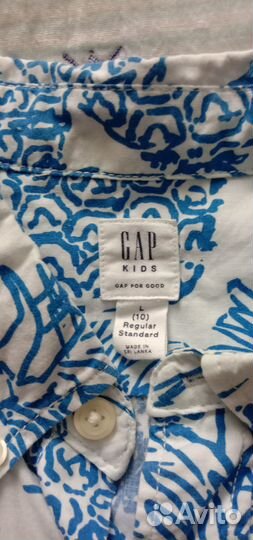 GAP
KIDS
GAP FOR GOOD
L
(10)
Regular
Standard
MADE IN
SRI LANKA
Avito